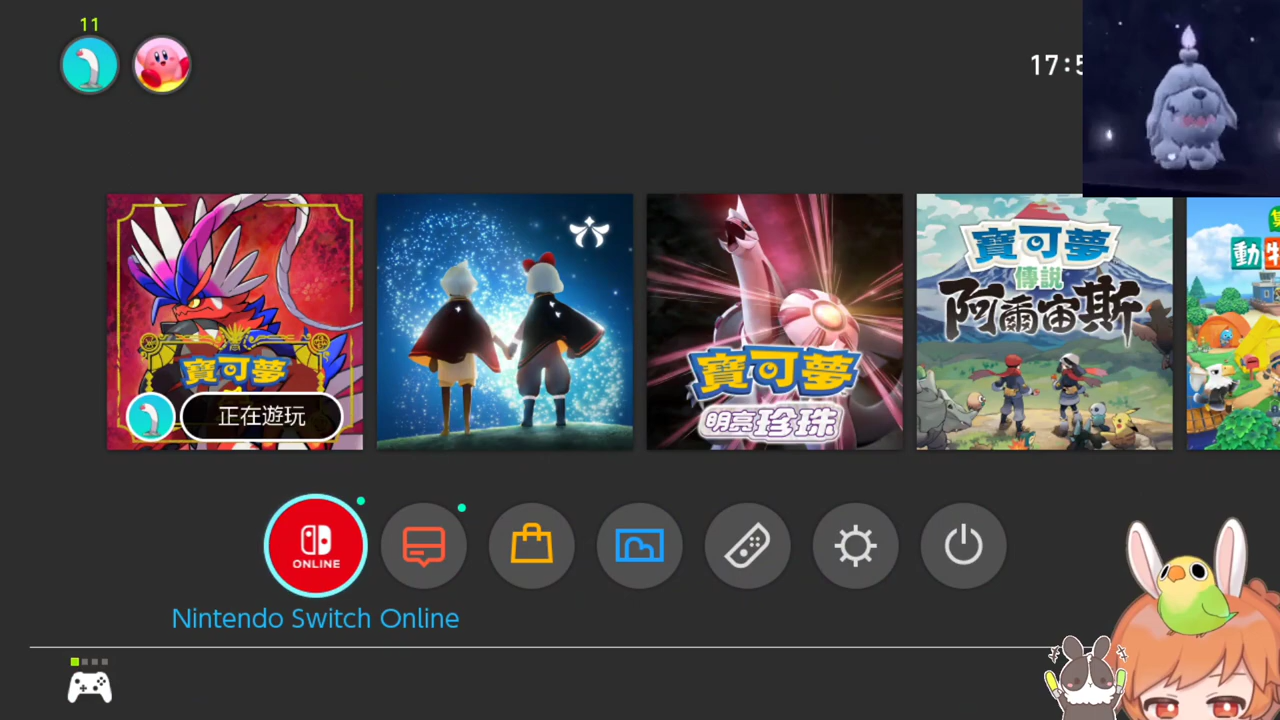 11
17:5
寶可夢
正在遊玩
寶可夢
明亮珍珠
寶可夢
傳說
阿爾宙斯
動
ONLINE
Nintendo Switch Online